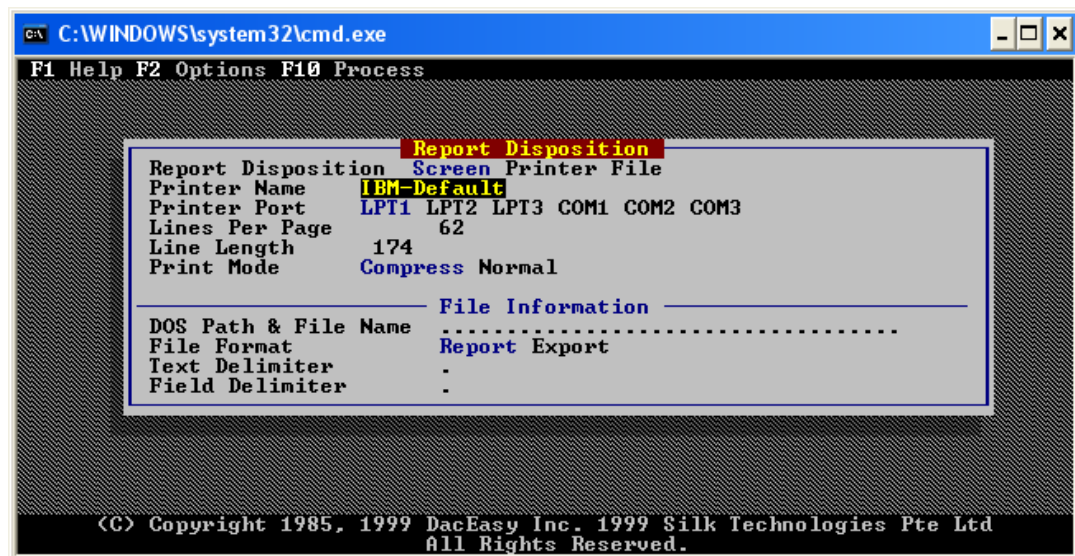 C:\WINDOWS\system32\cmd.exe
F1 Help F2 Options F10 Process
Report Disposition
Report Disposition Screen Printer File
Printer Name IBM-Default
Printer Port LPT1 LPT2 LPT3 COM1 COM2 COM3
Lines Per Page 62
Line Length 174
Print Mode Compress Normal
File Information
DOS Path & File Name ...................................
File Format Report Export
Text Delimiter .
Field Delimiter .
(C) Copyright 1985, 1999 DacEasy Inc. 1999 Silk Technologies Pte Ltd
All Rights Reserved.